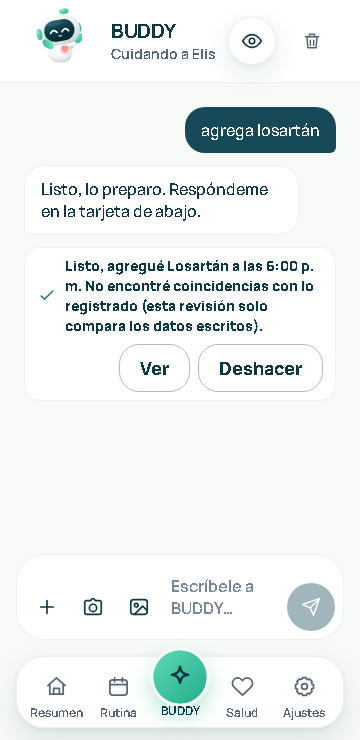 BUDDY
Cuidando a Elis
agrega losartán
Listo, lo preparo. Respóndeme
en la tarjeta de abajo.
Listo, agregué Losartán a las 6:00 p.
m. No encontré coincidencias con lo
registrado (esta revisión solo
compara los datos escritos).
Ver
Deshacer
Escríbele a
BUDDY...
Resumen
Rutina
BUDDY
Salud
Ajustes